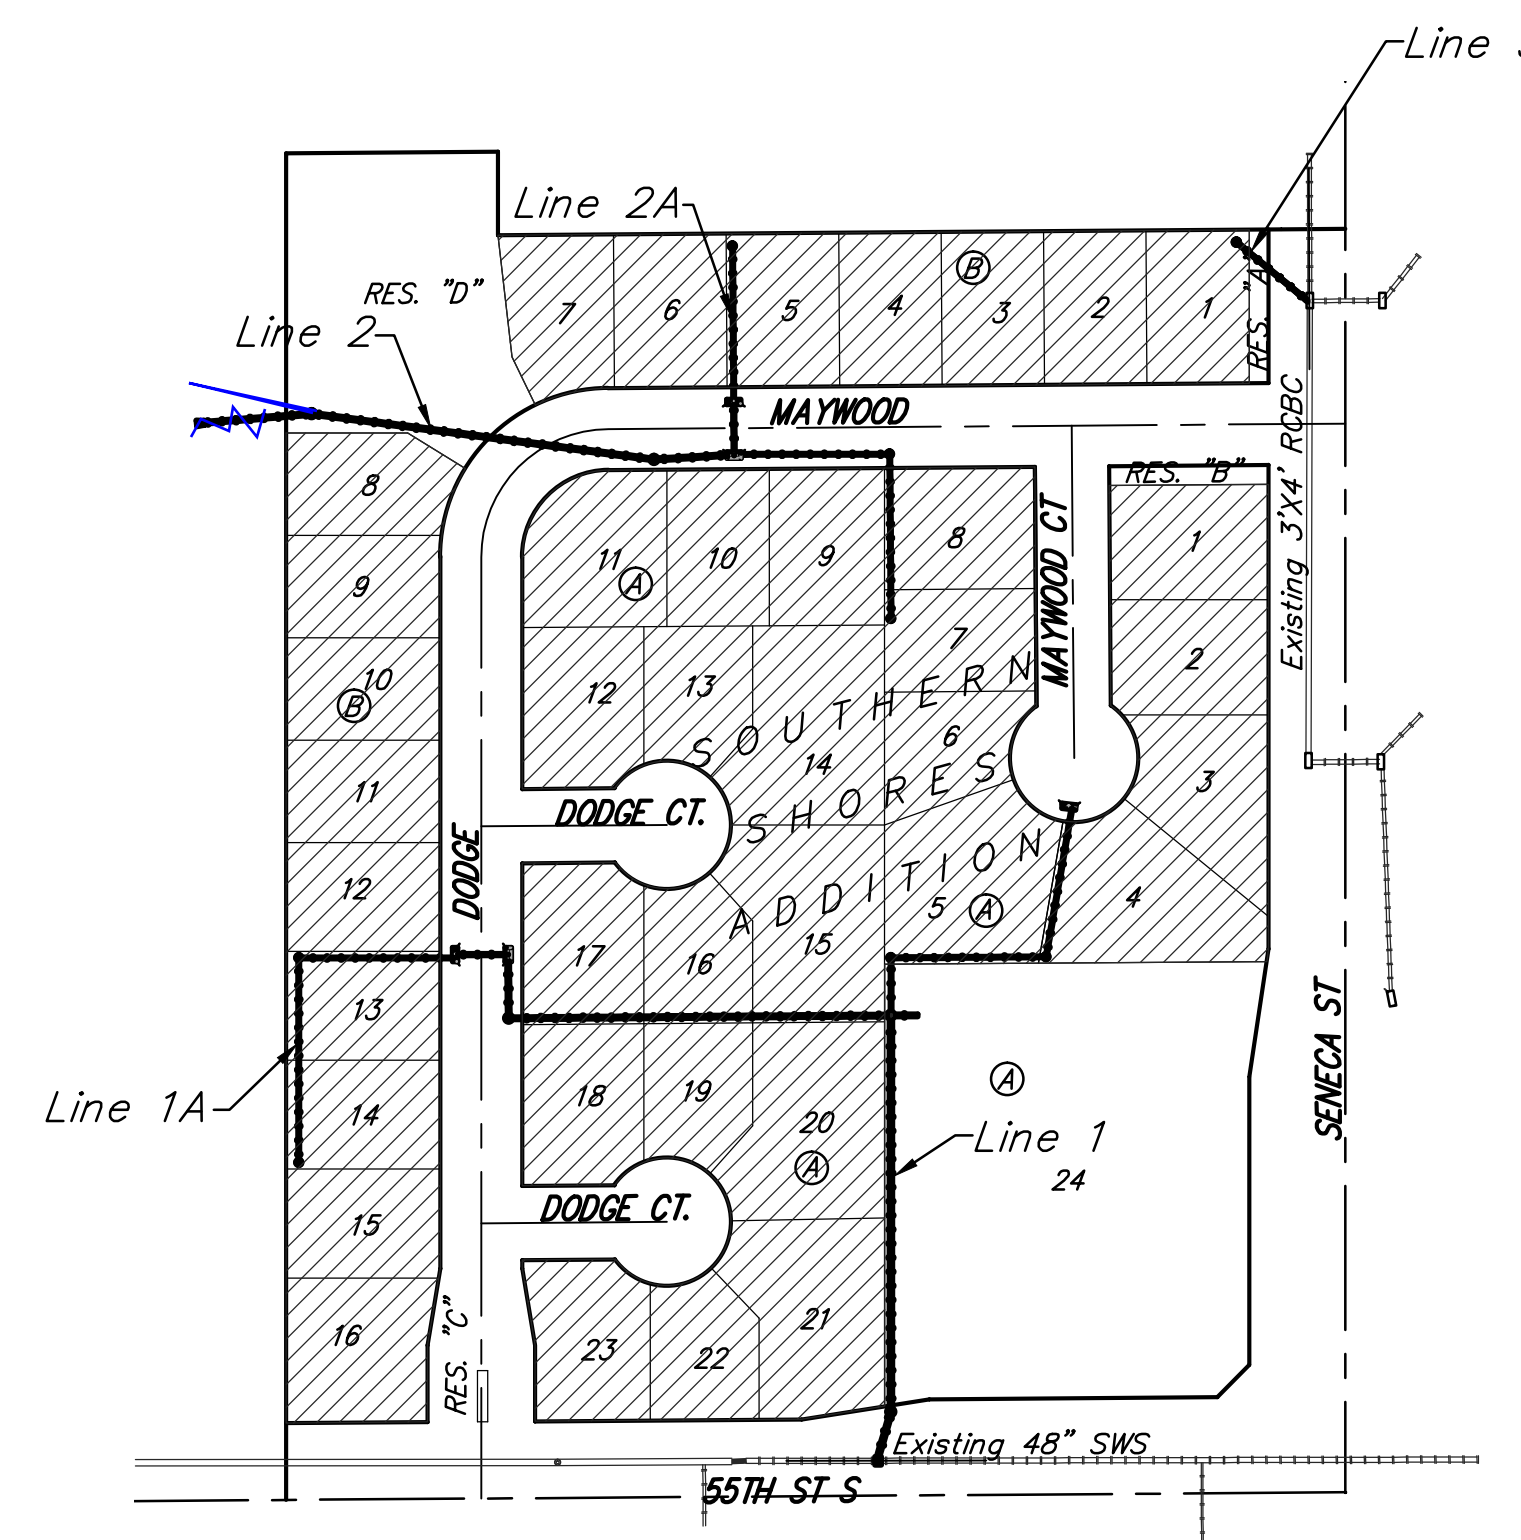 Line
Line 2A
B
RES. "D"
7
6
5
4
3
2
1
RES. "A"
Line 2
MAYWOOD
RES. "B"
Existing 3'X4' RCBC
8
11
10
9
8
1
A
MAYWOOD CT
9
7
2
10
B
12
13
SOUTHERN
14
6
3
11
DODGE CT.
SHORES
DODGE
12
ADDITION
17
16
15
5
A
4
13
SENECA ST
Line 1A
14
18
19
20
A
A
Line 1
24
15
DODGE CT.
16
RES. "C"
23
22
21
Existing 48" SWS
55TH ST S